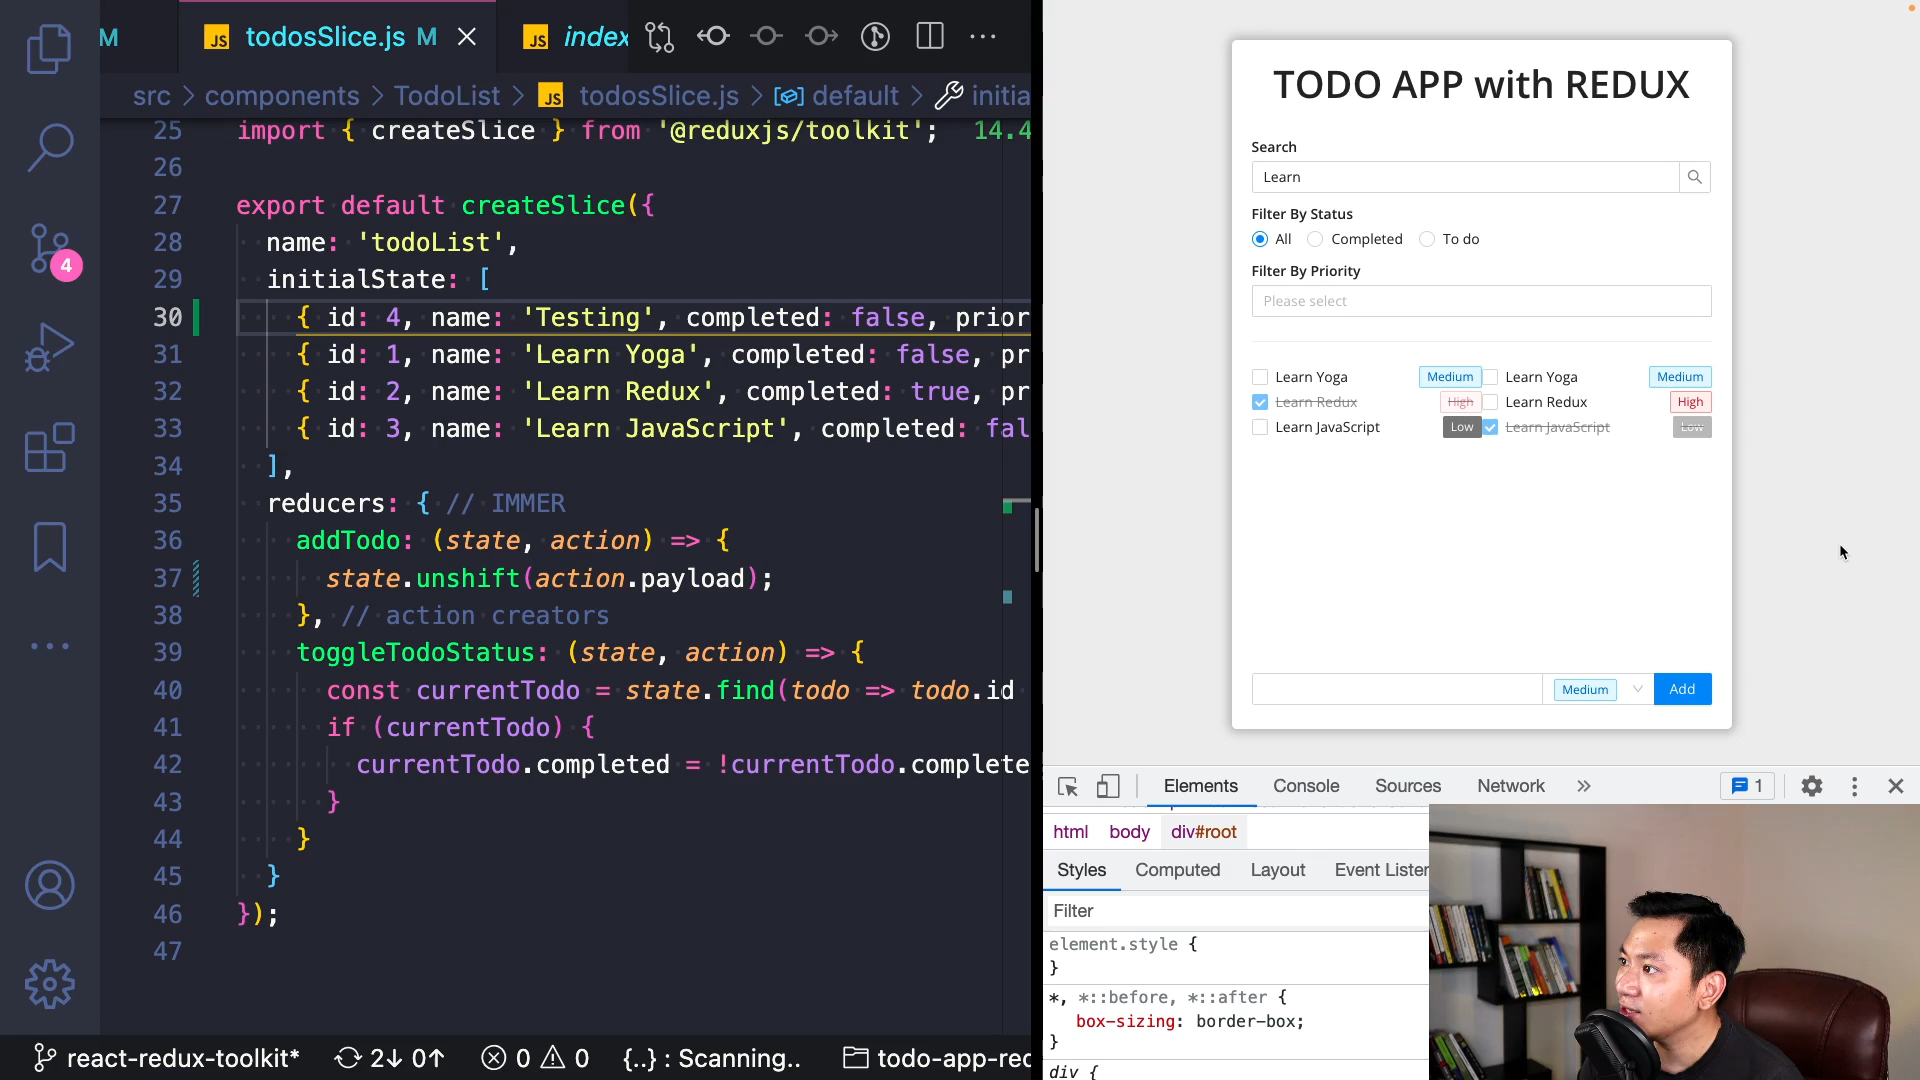 M
JS todosSlice.js M
JS index
src > components > TodoList > JS todosSlice.js > default > initia
25 import { createSlice } from '@reduxjs/toolkit'; 14.4
26
27 export default createSlice({
28 name: 'todoList',
29 initialState: [
30 { id: 4, name: 'Testing', completed: false, prior
31 { id: 1, name: 'Learn Yoga', completed: false, pr
32 { id: 2, name: 'Learn Redux', completed: true, pr
33 { id: 3, name: 'Learn JavaScript', completed: fal
34 ],
35 reducers: { // IMMER
36 addTodo: (state, action) => {
37 state.unshift(action.payload);
38 }, // action creators
39 toggleTodoStatus: (state, action) => {
40 const currentTodo = state.find(todo => todo.id
41 if (currentTodo) {
42 currentTodo.completed = !currentTodo.complete
43 }
44 }
45 }
46 });
47
4
react-redux-toolkit* 2↓ 0↑ 0 0 {..} : Scanning.. todo-app-red
TODO APP with REDUX
Search
Learn
Filter By Status
All Completed To do
Filter By Priority
Please select
Learn Yoga Medium Learn Yoga Medium
Learn Redux High Learn Redux High
Learn JavaScript Low Learn JavaScript Low
Medium Add
Elements Console Sources Network » 1
html body div#root
Styles Computed Layout Event Listen
Filter
element.style {
}
*, *::before, *::after {
box-sizing: border-box;
}
div {